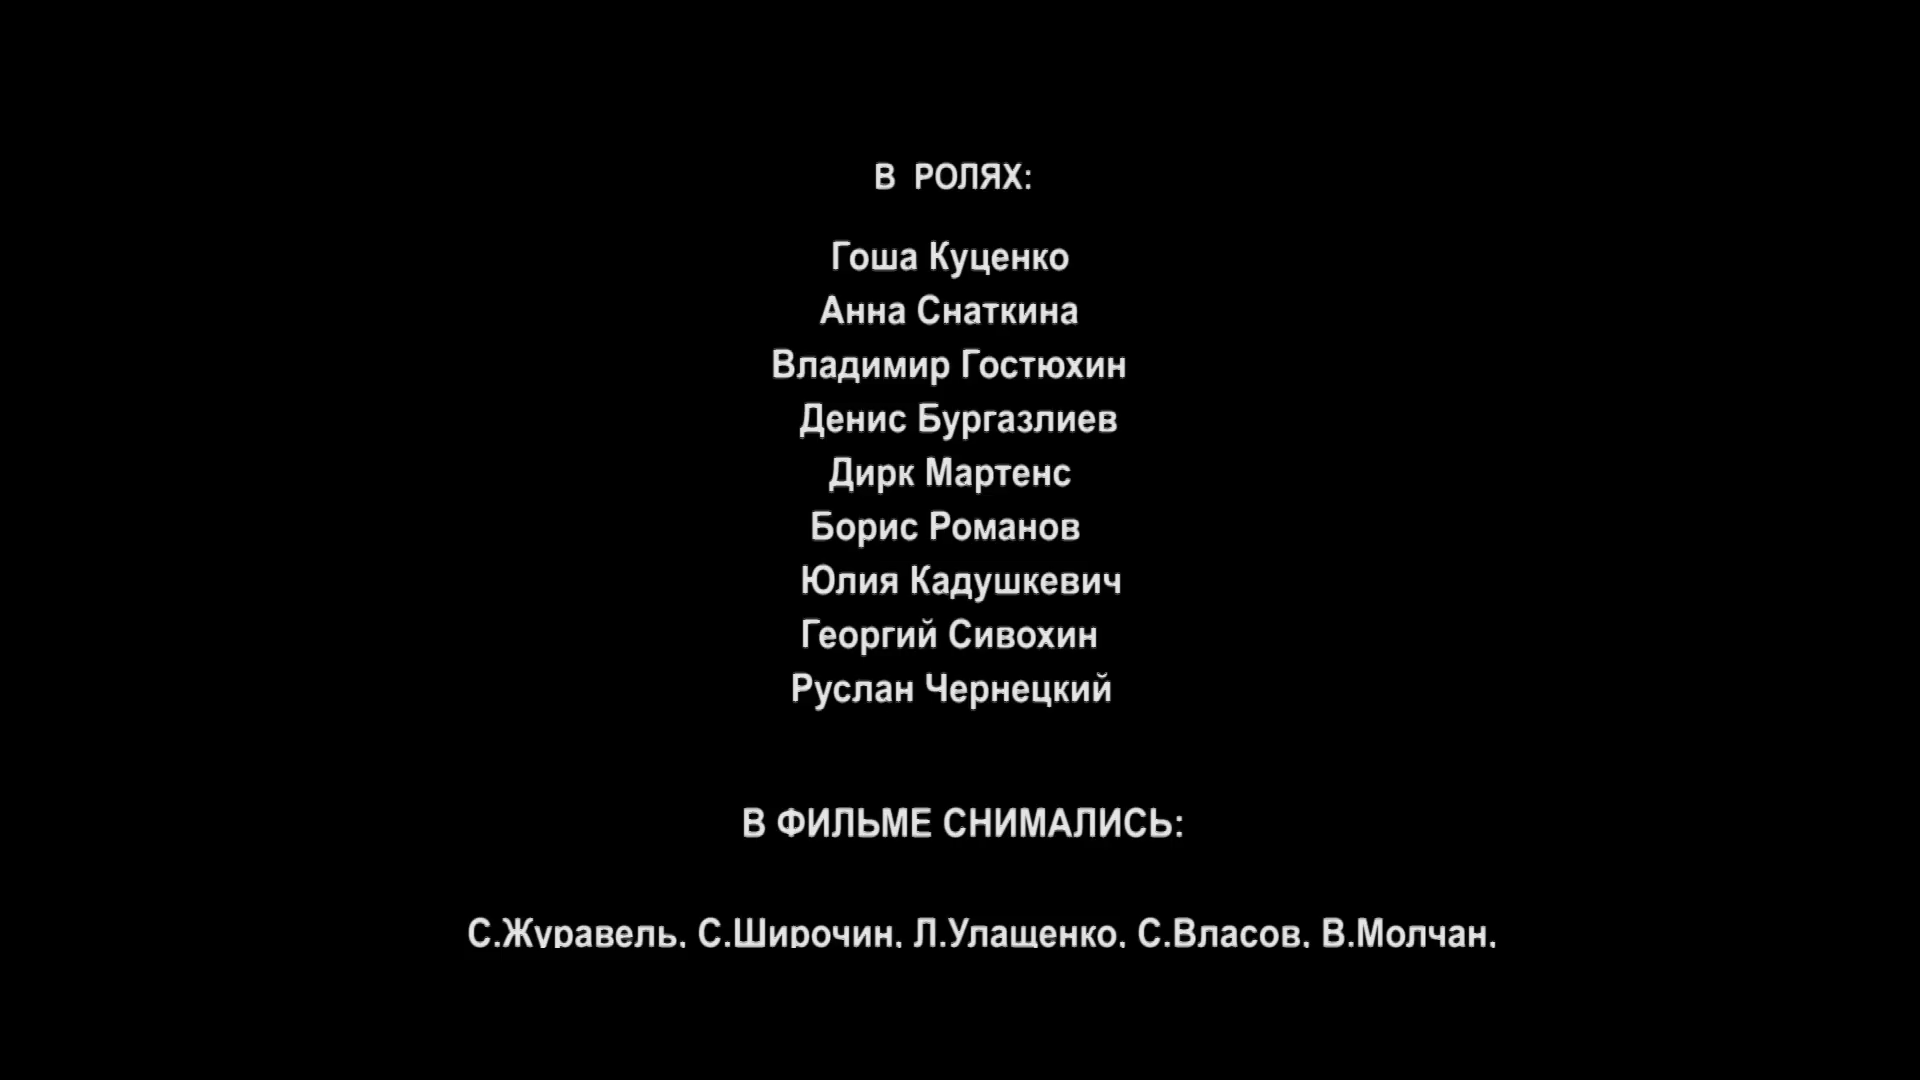 В РОЛЯХ:
Гоша Куценко
Анна Снаткина
Владимир Гостюхин
Денис Бургазлиев
Дирк Мартенс
Борис Романов
Юлия Кадушкевич
Георгий Сивохин
Руслан Чернецкий
В ФИЛЬМЕ СНИМАЛИСЬ:
С.Журавель, С.Широчин, Л.Улащенко, С.Власов, В.Молчан,